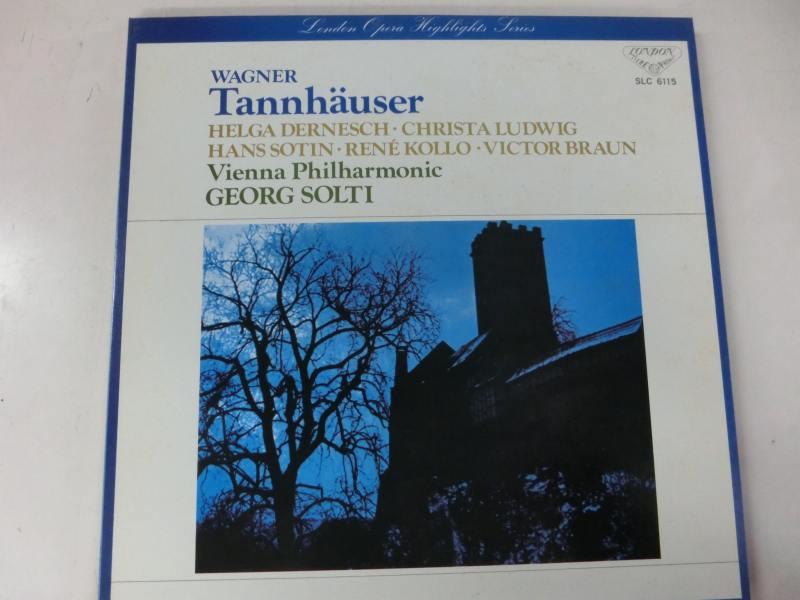 London Opera Highlights Series
LONDON
SLC 6115
WAGNER
Tannhäuser
HELGA DERNESCH · CHRISTA LUDWIG
HANS SOTIN · RENÉ KOLLO · VICTOR BRAUN
Vienna Philharmonic
GEORG SOLTI